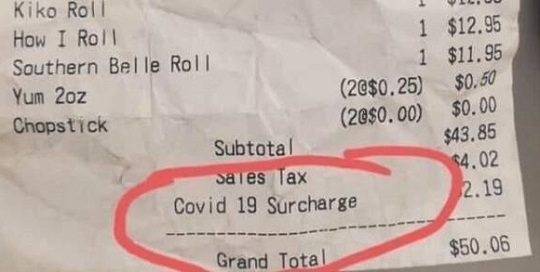 Kiko Roll 1
How I Roll 1 $12.95
Southern Belle Roll 1 $11.95
Yum 2oz (2@$0.25) $0.50
Chopstick (2@$0.00) $0.00
Subtotal $43.85
Sales Tax $4.02
Covid 19 Surcharge 2.19
Grand Total $50.06